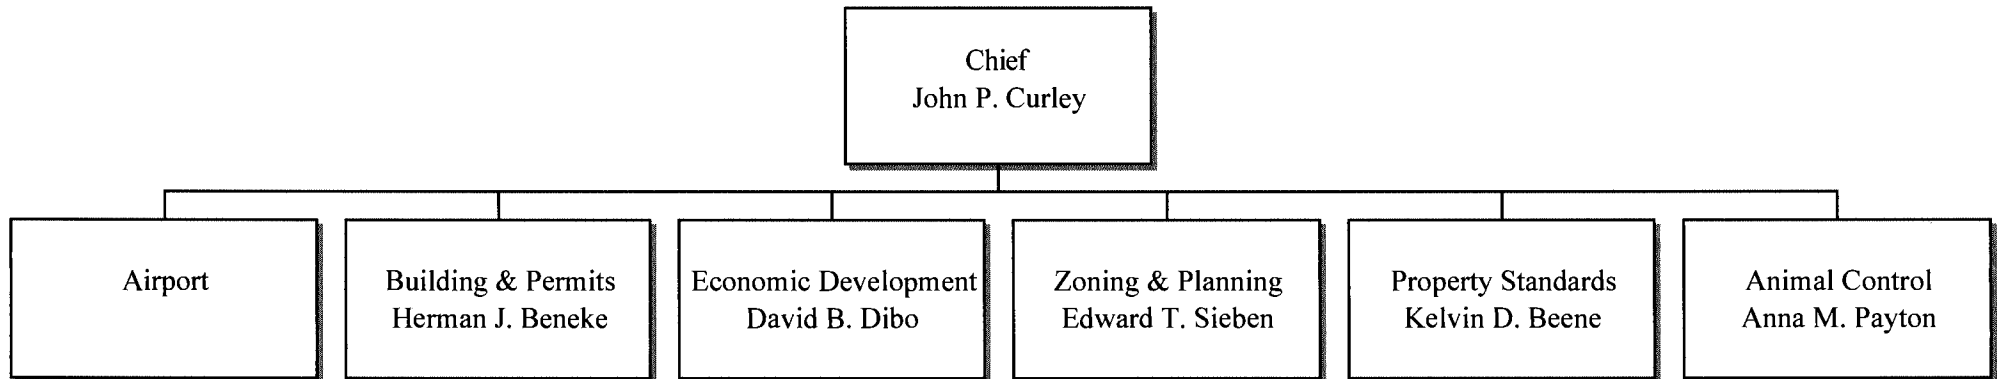 Chief
John P. Curley
Airport
Building & Permits
Herman J. Beneke
Economic Development
David B. Dibo
Zoning & Planning
Edward T. Sieben
Property Standards
Kelvin D. Beene
Animal Control
Anna M. Payton